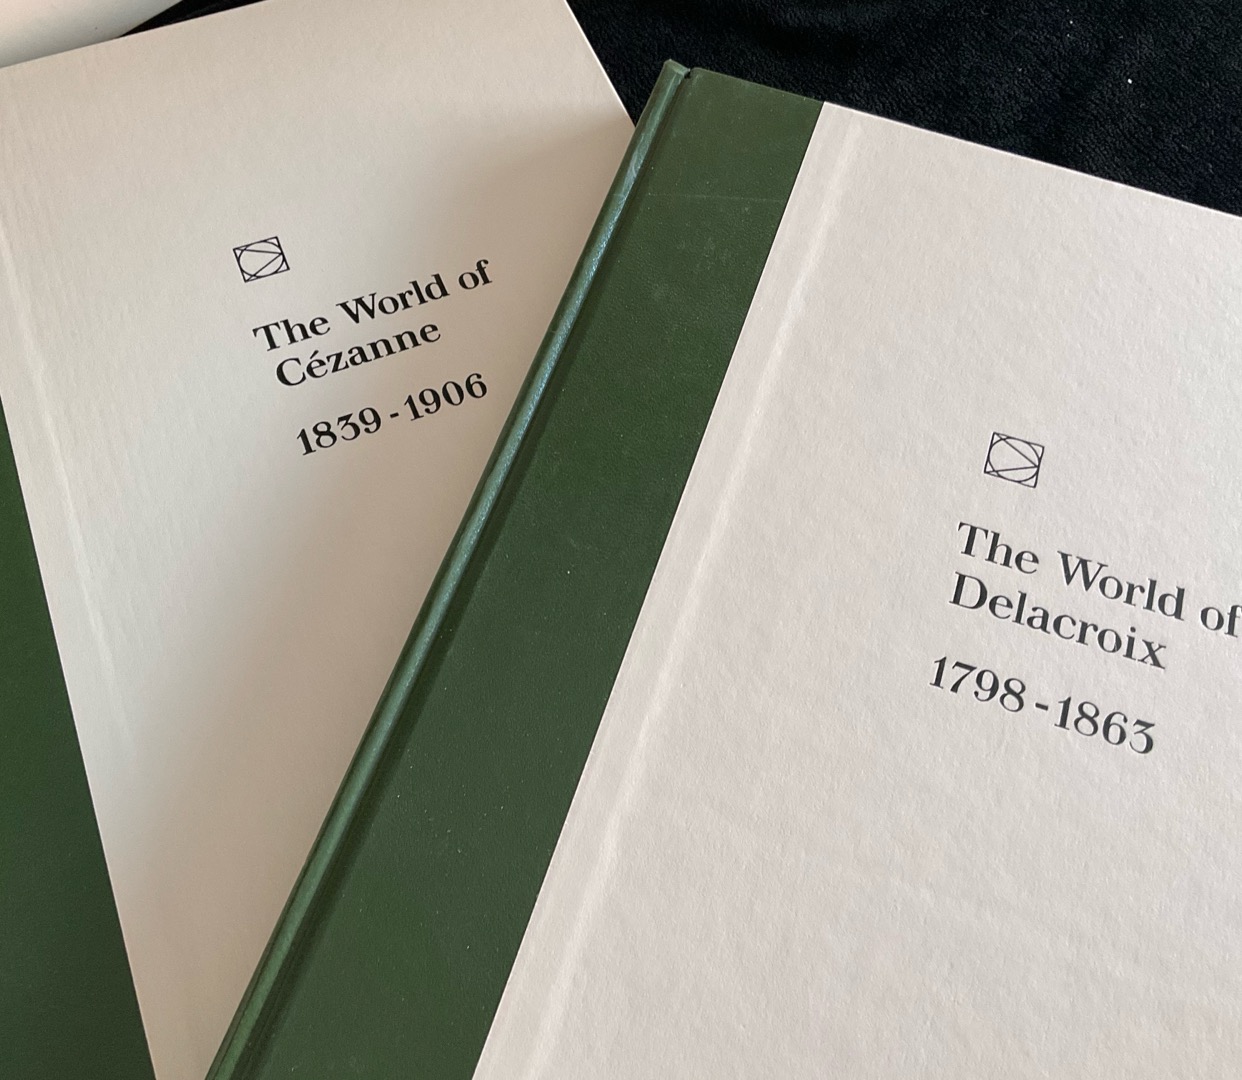 The World of
Cézanne
1839-1906
The World of
Delacroix
1798-1863